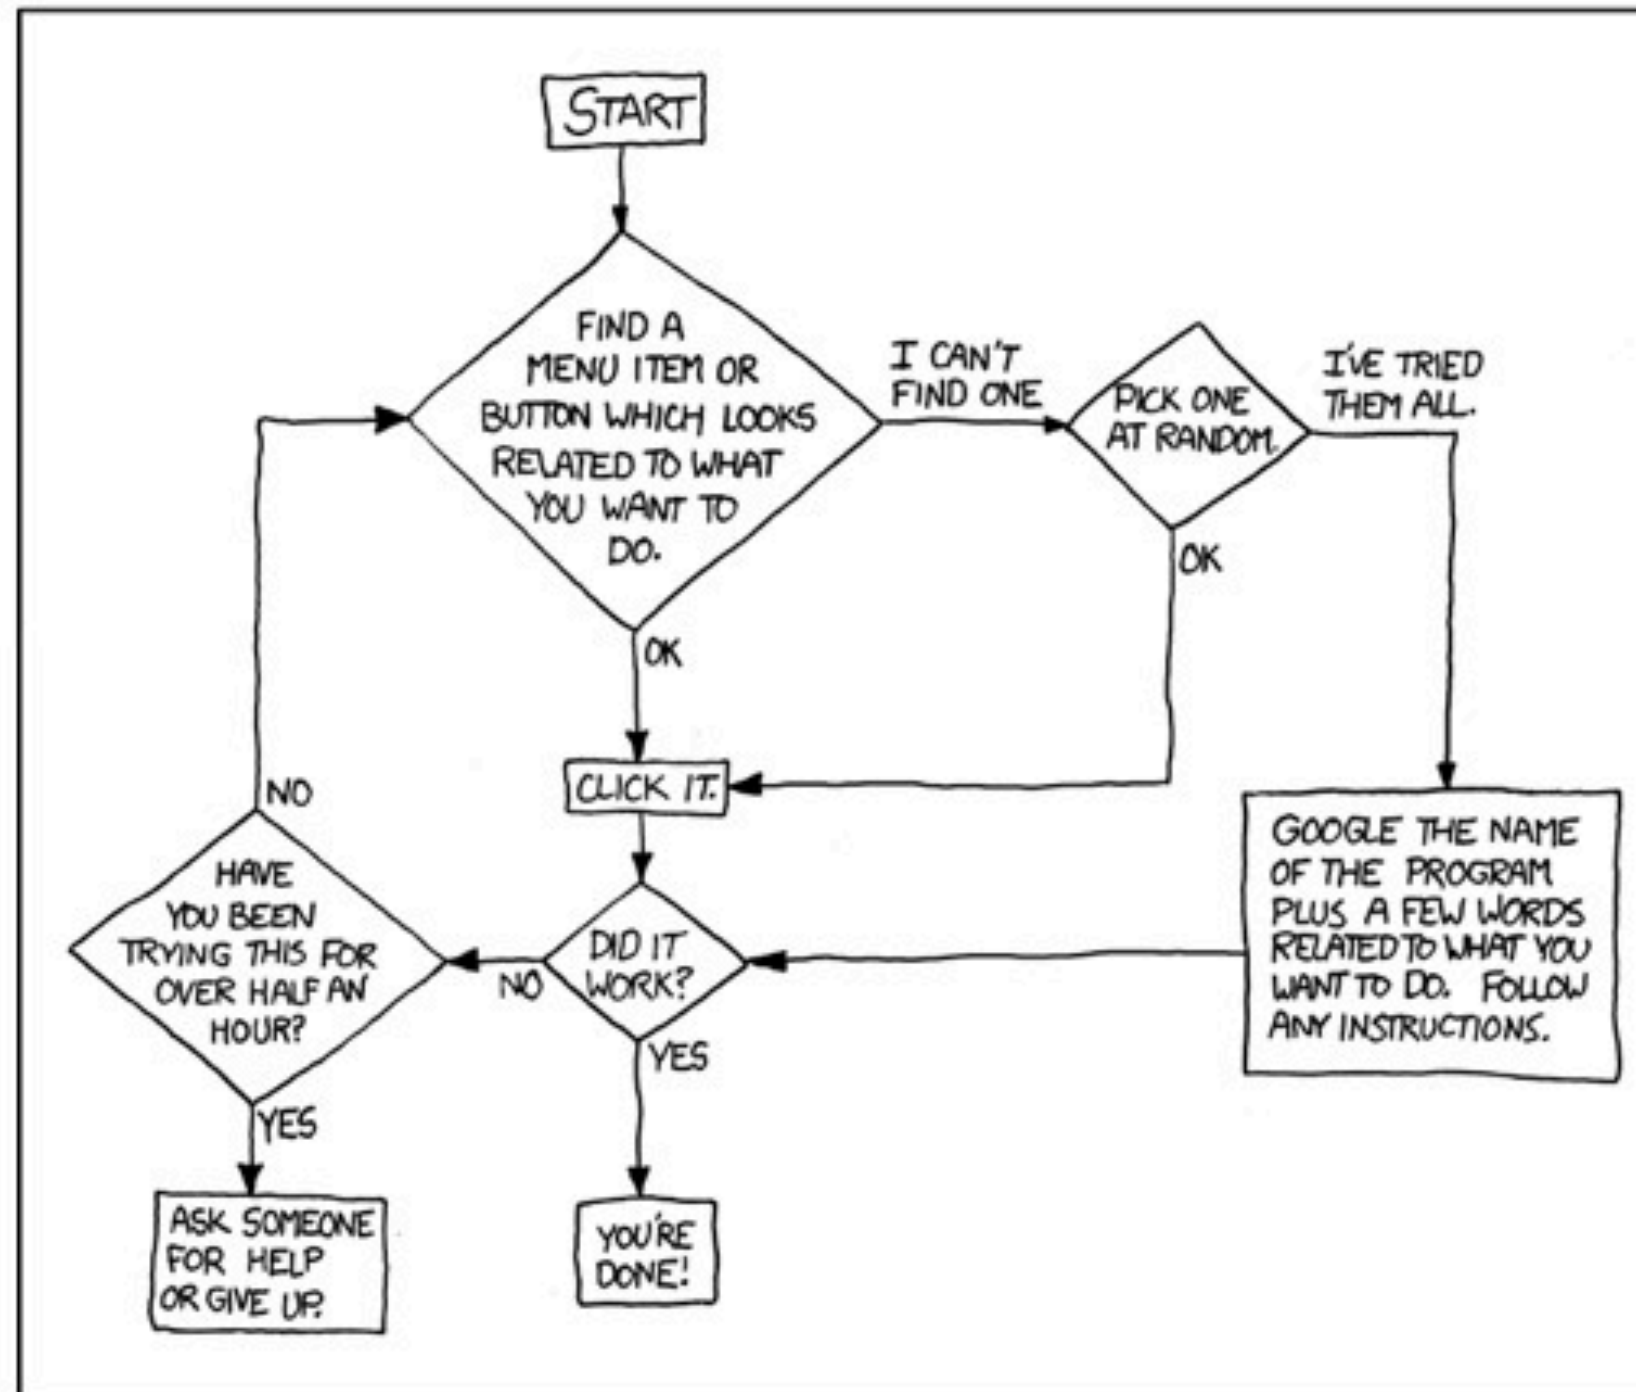 START
FIND A
MENU ITEM OR
BUTTON WHICH LOOKS
RELATED TO WHAT
YOU WANT TO
DO.
I CAN'T
FIND ONE
PICK ONE
AT RANDOM.
I'VE TRIED
THEM ALL.
OK
OK
CLICK IT.
NO
GOOGLE THE NAME
OF THE PROGRAM
PLUS A FEW WORDS
RELATED TO WHAT YOU
WANT TO DO. FOLLOW
ANY INSTRUCTIONS.
HAVE
YOU BEEN
TRYING THIS FOR
OVER HALF AN
HOUR?
NO
DID IT
WORK?
YES
YES
ASK SOMEONE
FOR HELP
OR GIVE UP.
YOU'RE
DONE!